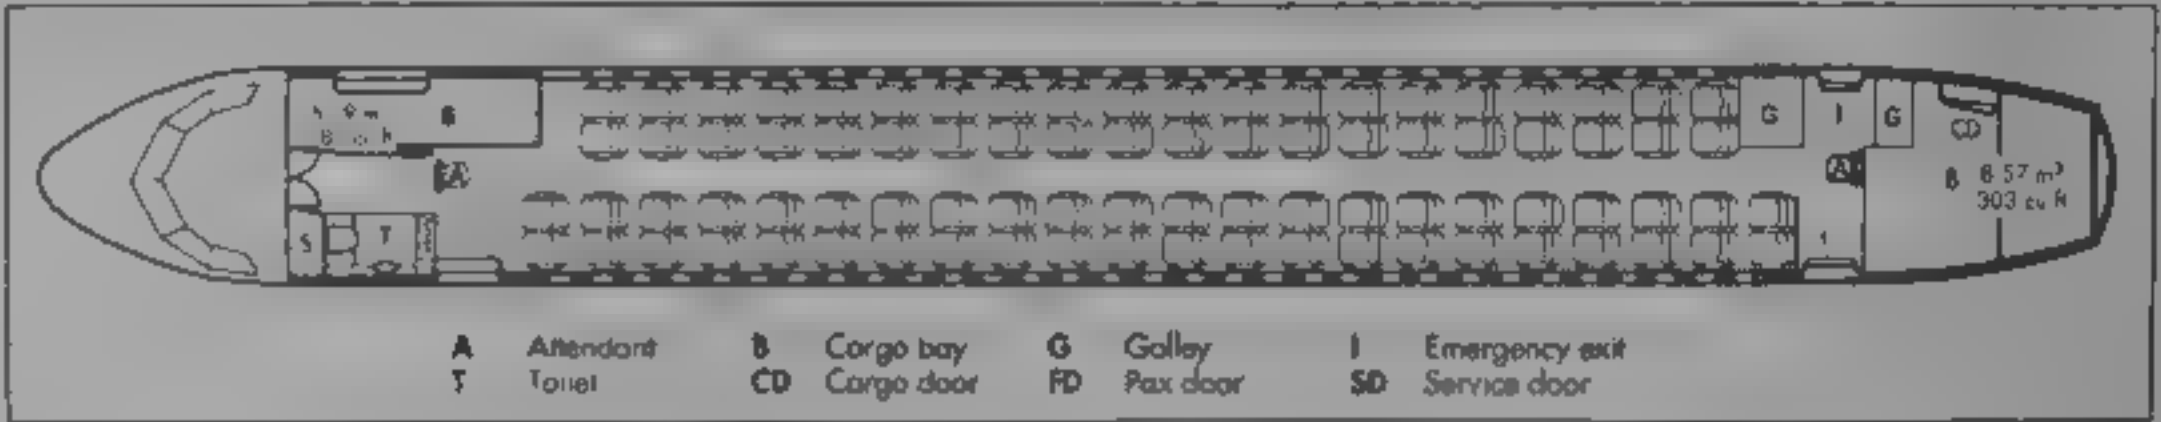 B
A
S
T
G
I
G
CD
A
B 8 57 m³
303 cu ft
A Attendant B Cargo bay G Galley I Emergency exit
T Toilet CD Cargo door PD Pax door SD Service door